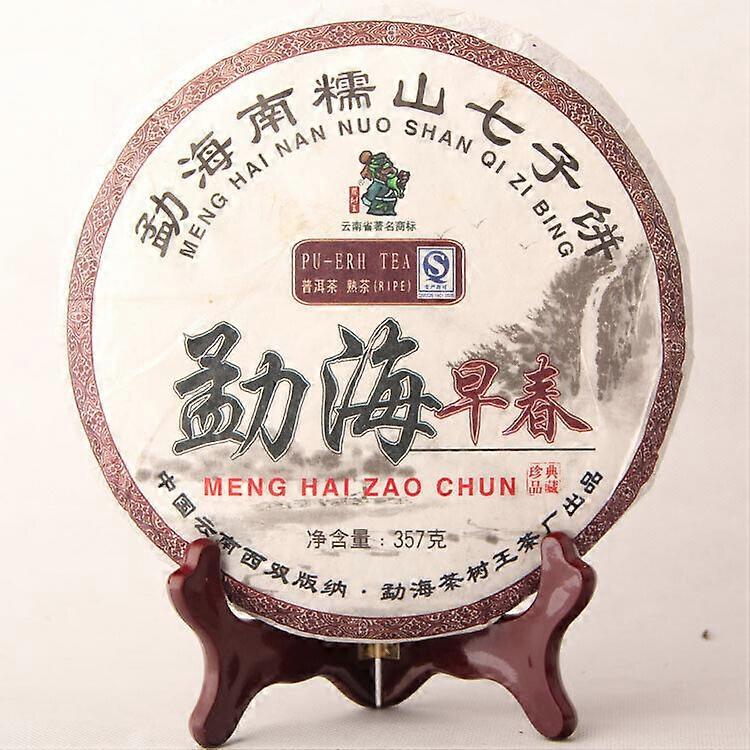 勐海南糯山七子饼
MENG HAI NAN NUO SHAN QI ZI BING
云南省著名商标
PU-ERH TEA
普洱茶 熟茶(RIPE)
勐海早春
MENG HAI ZAO CHUN
珍品
典藏
净含量：357克
中国云南西双版纳·勐海茶树王茶厂出品